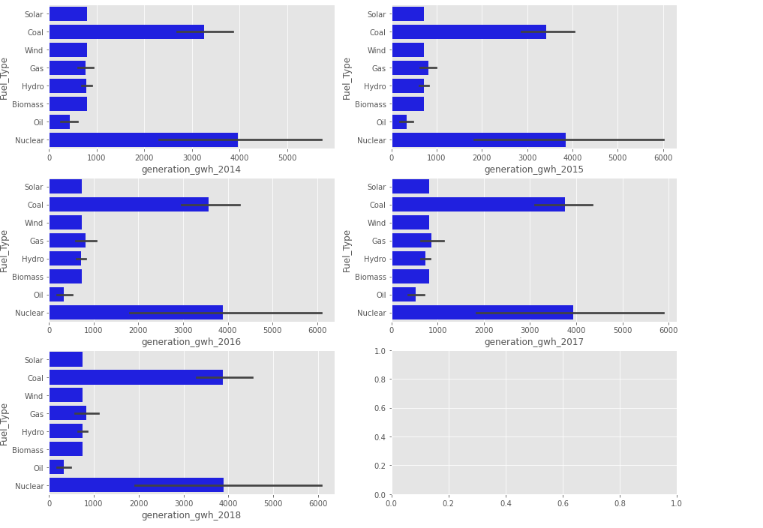 Fuel_Type
Solar
Coal
Wind
Gas
Hydro
Biomass
Oil
Nuclear
0 1000 2000 3000 4000 5000
generation_gwh_2014
Fuel_Type
Solar
Coal
Wind
Gas
Hydro
Biomass
Oil
Nuclear
0 1000 2000 3000 4000 5000 6000
generation_gwh_2015
Fuel_Type
Solar
Coal
Wind
Gas
Hydro
Biomass
Oil
Nuclear
0 1000 2000 3000 4000 5000 6000
generation_gwh_2016
Fuel_Type
Solar
Coal
Wind
Gas
Hydro
Biomass
Oil
Nuclear
0 1000 2000 3000 4000 5000 6000
generation_gwh_2017
Fuel_Type
Solar
Coal
Wind
Gas
Hydro
Biomass
Oil
Nuclear
0 1000 2000 3000 4000 5000 6000
generation_gwh_2018
1.0
0.8
0.6
0.4
0.2
0.0
0.0 0.2 0.4 0.6 0.8 1.0